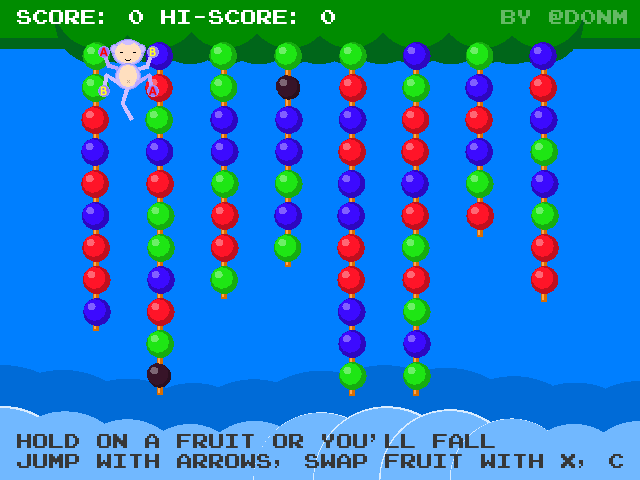 SCORE: 0 HI-SCORE: 0 BY @DONM
A B
B A
HOLD ON A FRUIT OR YOU'LL FALL
JUMP WITH ARROWS, SWAP FRUIT WITH X, C